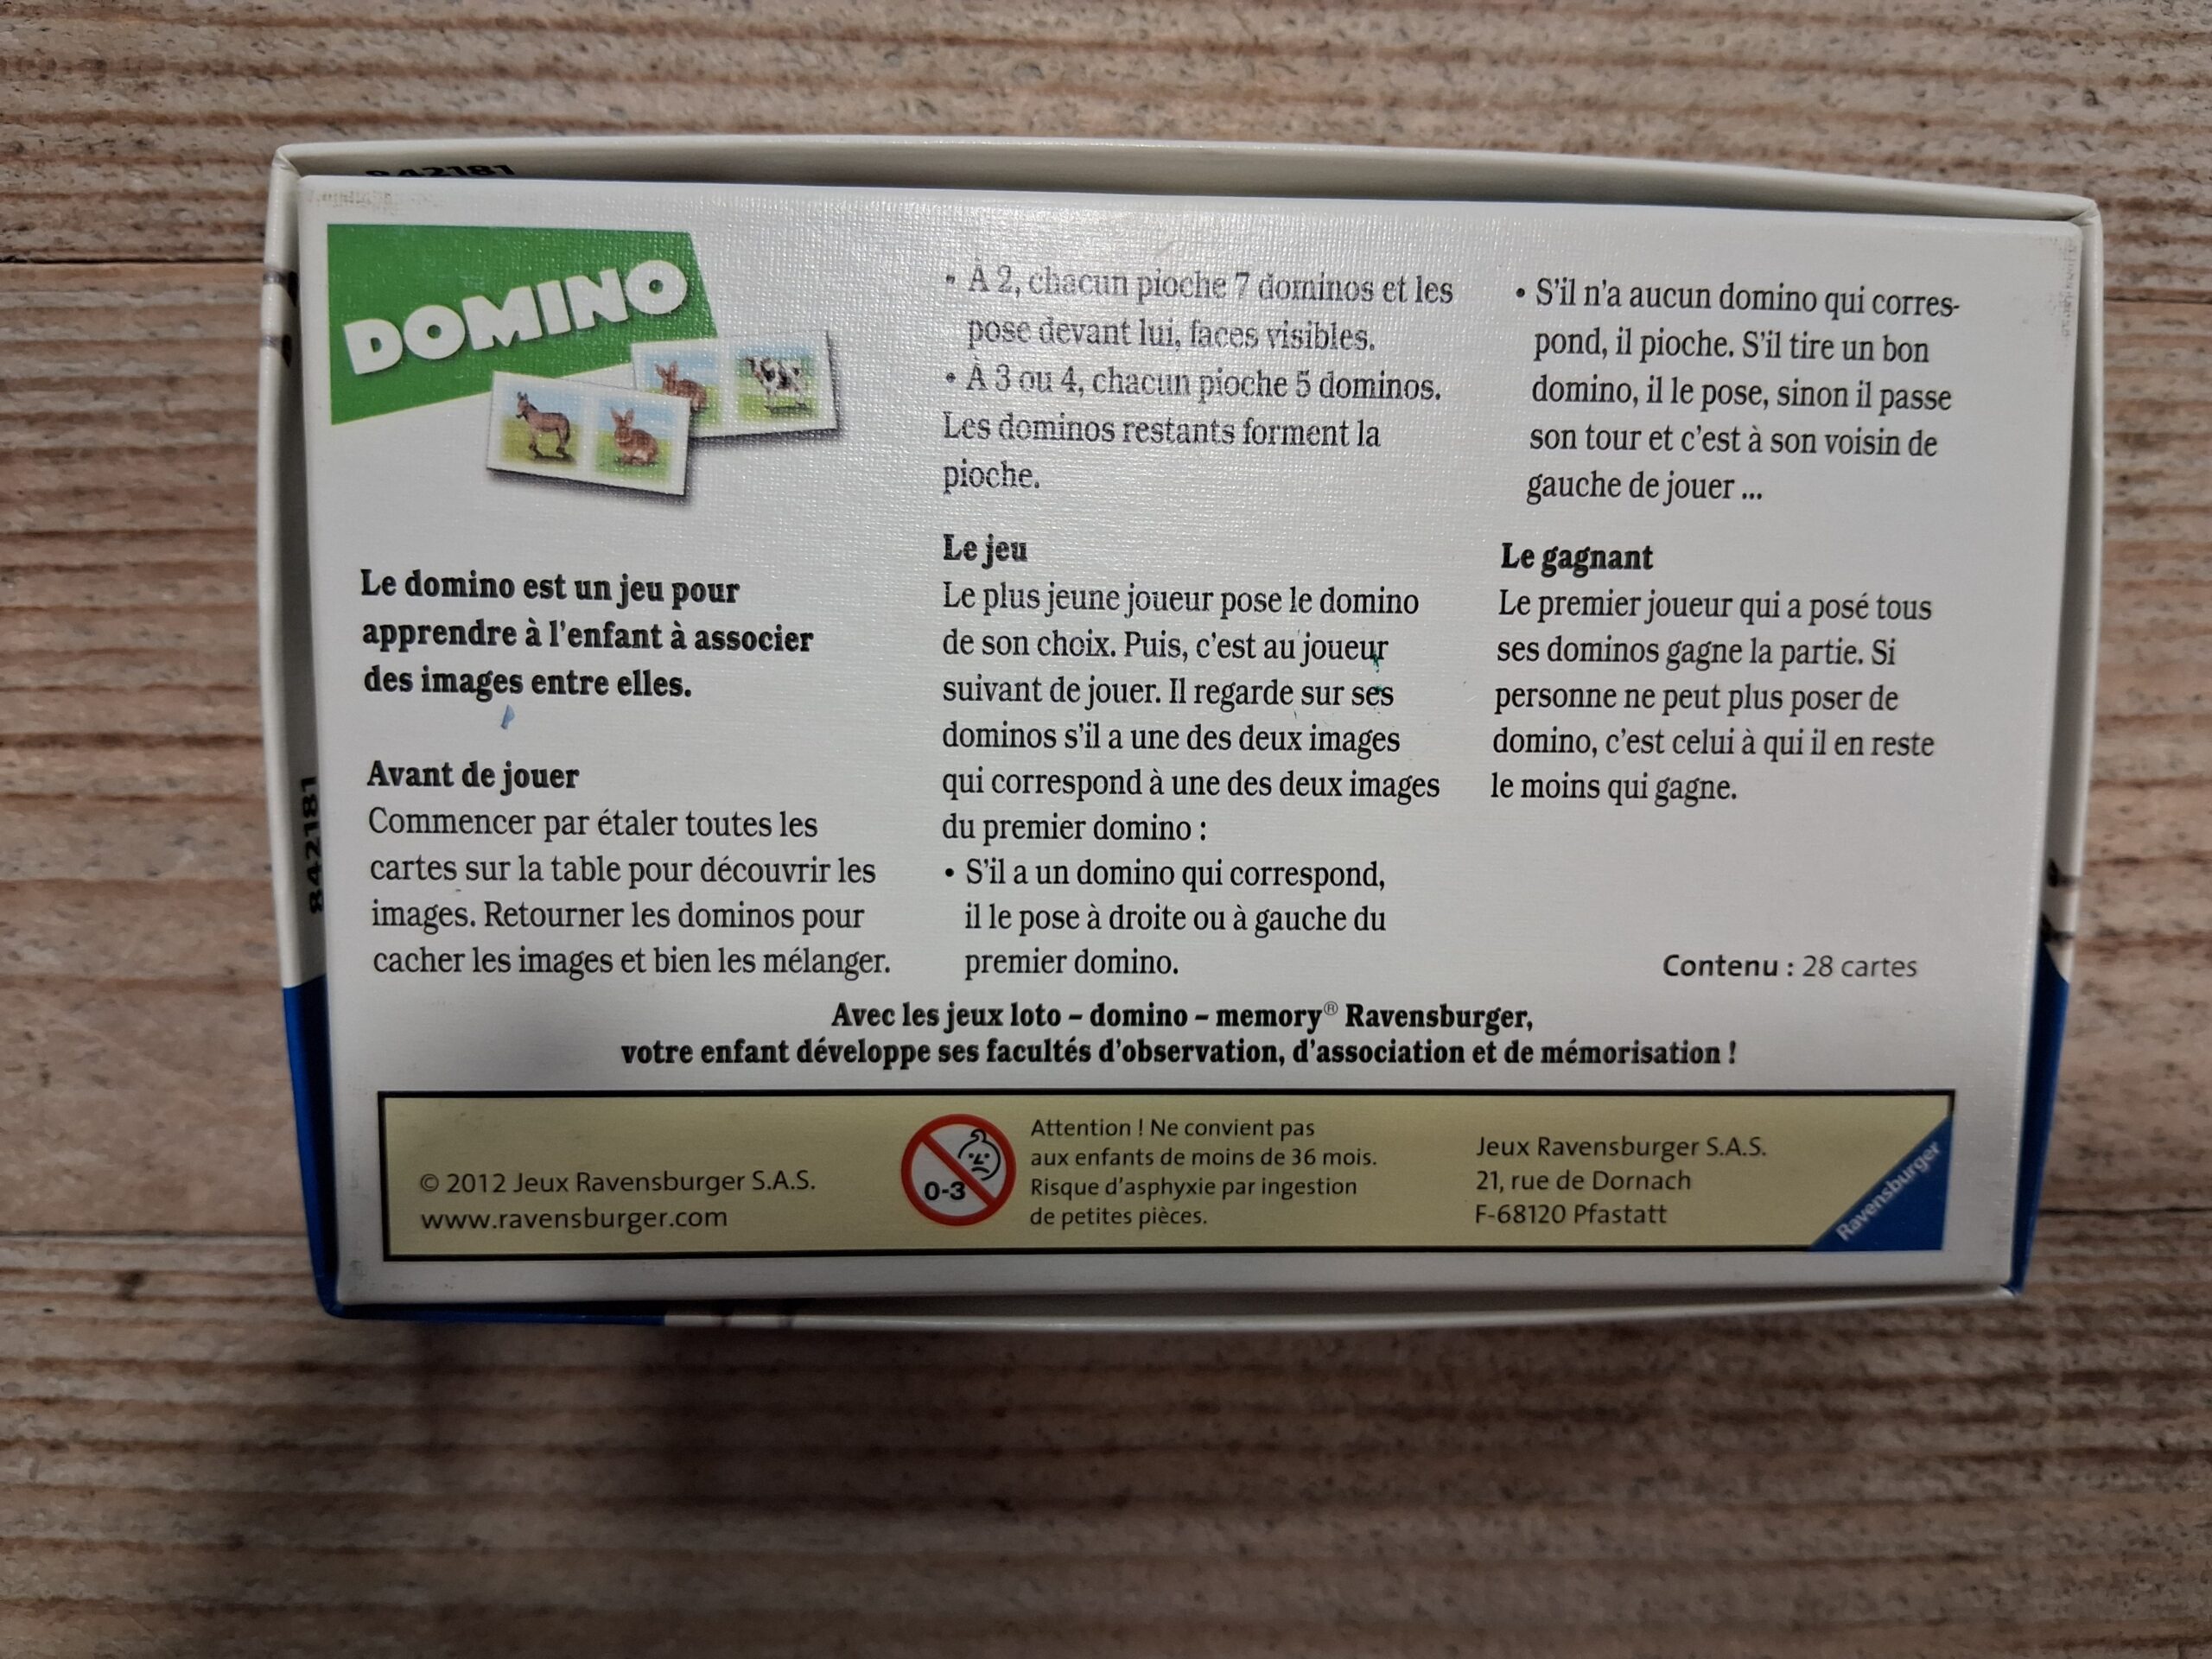 842181
DOMINO
Le domino est un jeu pour
apprendre à l'enfant à associer
des images entre elles.
Avant de jouer
Commencer par étaler toutes les
cartes sur la table pour découvrir les
images. Retourner les dominos pour
cacher les images et bien les mélanger.
• À 2, chacun pioche 7 dominos et les
pose devant lui, faces visibles.
• À 3 ou 4, chacun pioche 5 dominos.
Les dominos restants forment la
pioche.
Le jeu
Le plus jeune joueur pose le domino
de son choix. Puis, c'est au joueur
suivant de jouer. Il regarde sur ses
dominos s'il a une des deux images
qui correspond à une des deux images
du premier domino :
• S'il a un domino qui correspond,
il le pose à droite ou à gauche du
premier domino.
• S'il n'a aucun domino qui corres-
pond, il pioche. S'il tire un bon
domino, il le pose, sinon il passe
son tour et c'est à son voisin de
gauche de jouer ...
Le gagnant
Le premier joueur qui a posé tous
ses dominos gagne la partie. Si
personne ne peut plus poser de
domino, c'est celui à qui il en reste
le moins qui gagne.
Contenu : 28 cartes
Avec les jeux loto – domino – memory® Ravensburger,
votre enfant développe ses facultés d'observation, d'association et de mémorisation !
© 2012 Jeux Ravensburger S.A.S.
www.ravensburger.com
0-3
Attention ! Ne convient pas
aux enfants de moins de 36 mois.
Risque d'asphyxie par ingestion
de petites pièces.
Jeux Ravensburger S.A.S.
21, rue de Dornach
F-68120 Pfastatt
Ravensburger
842181